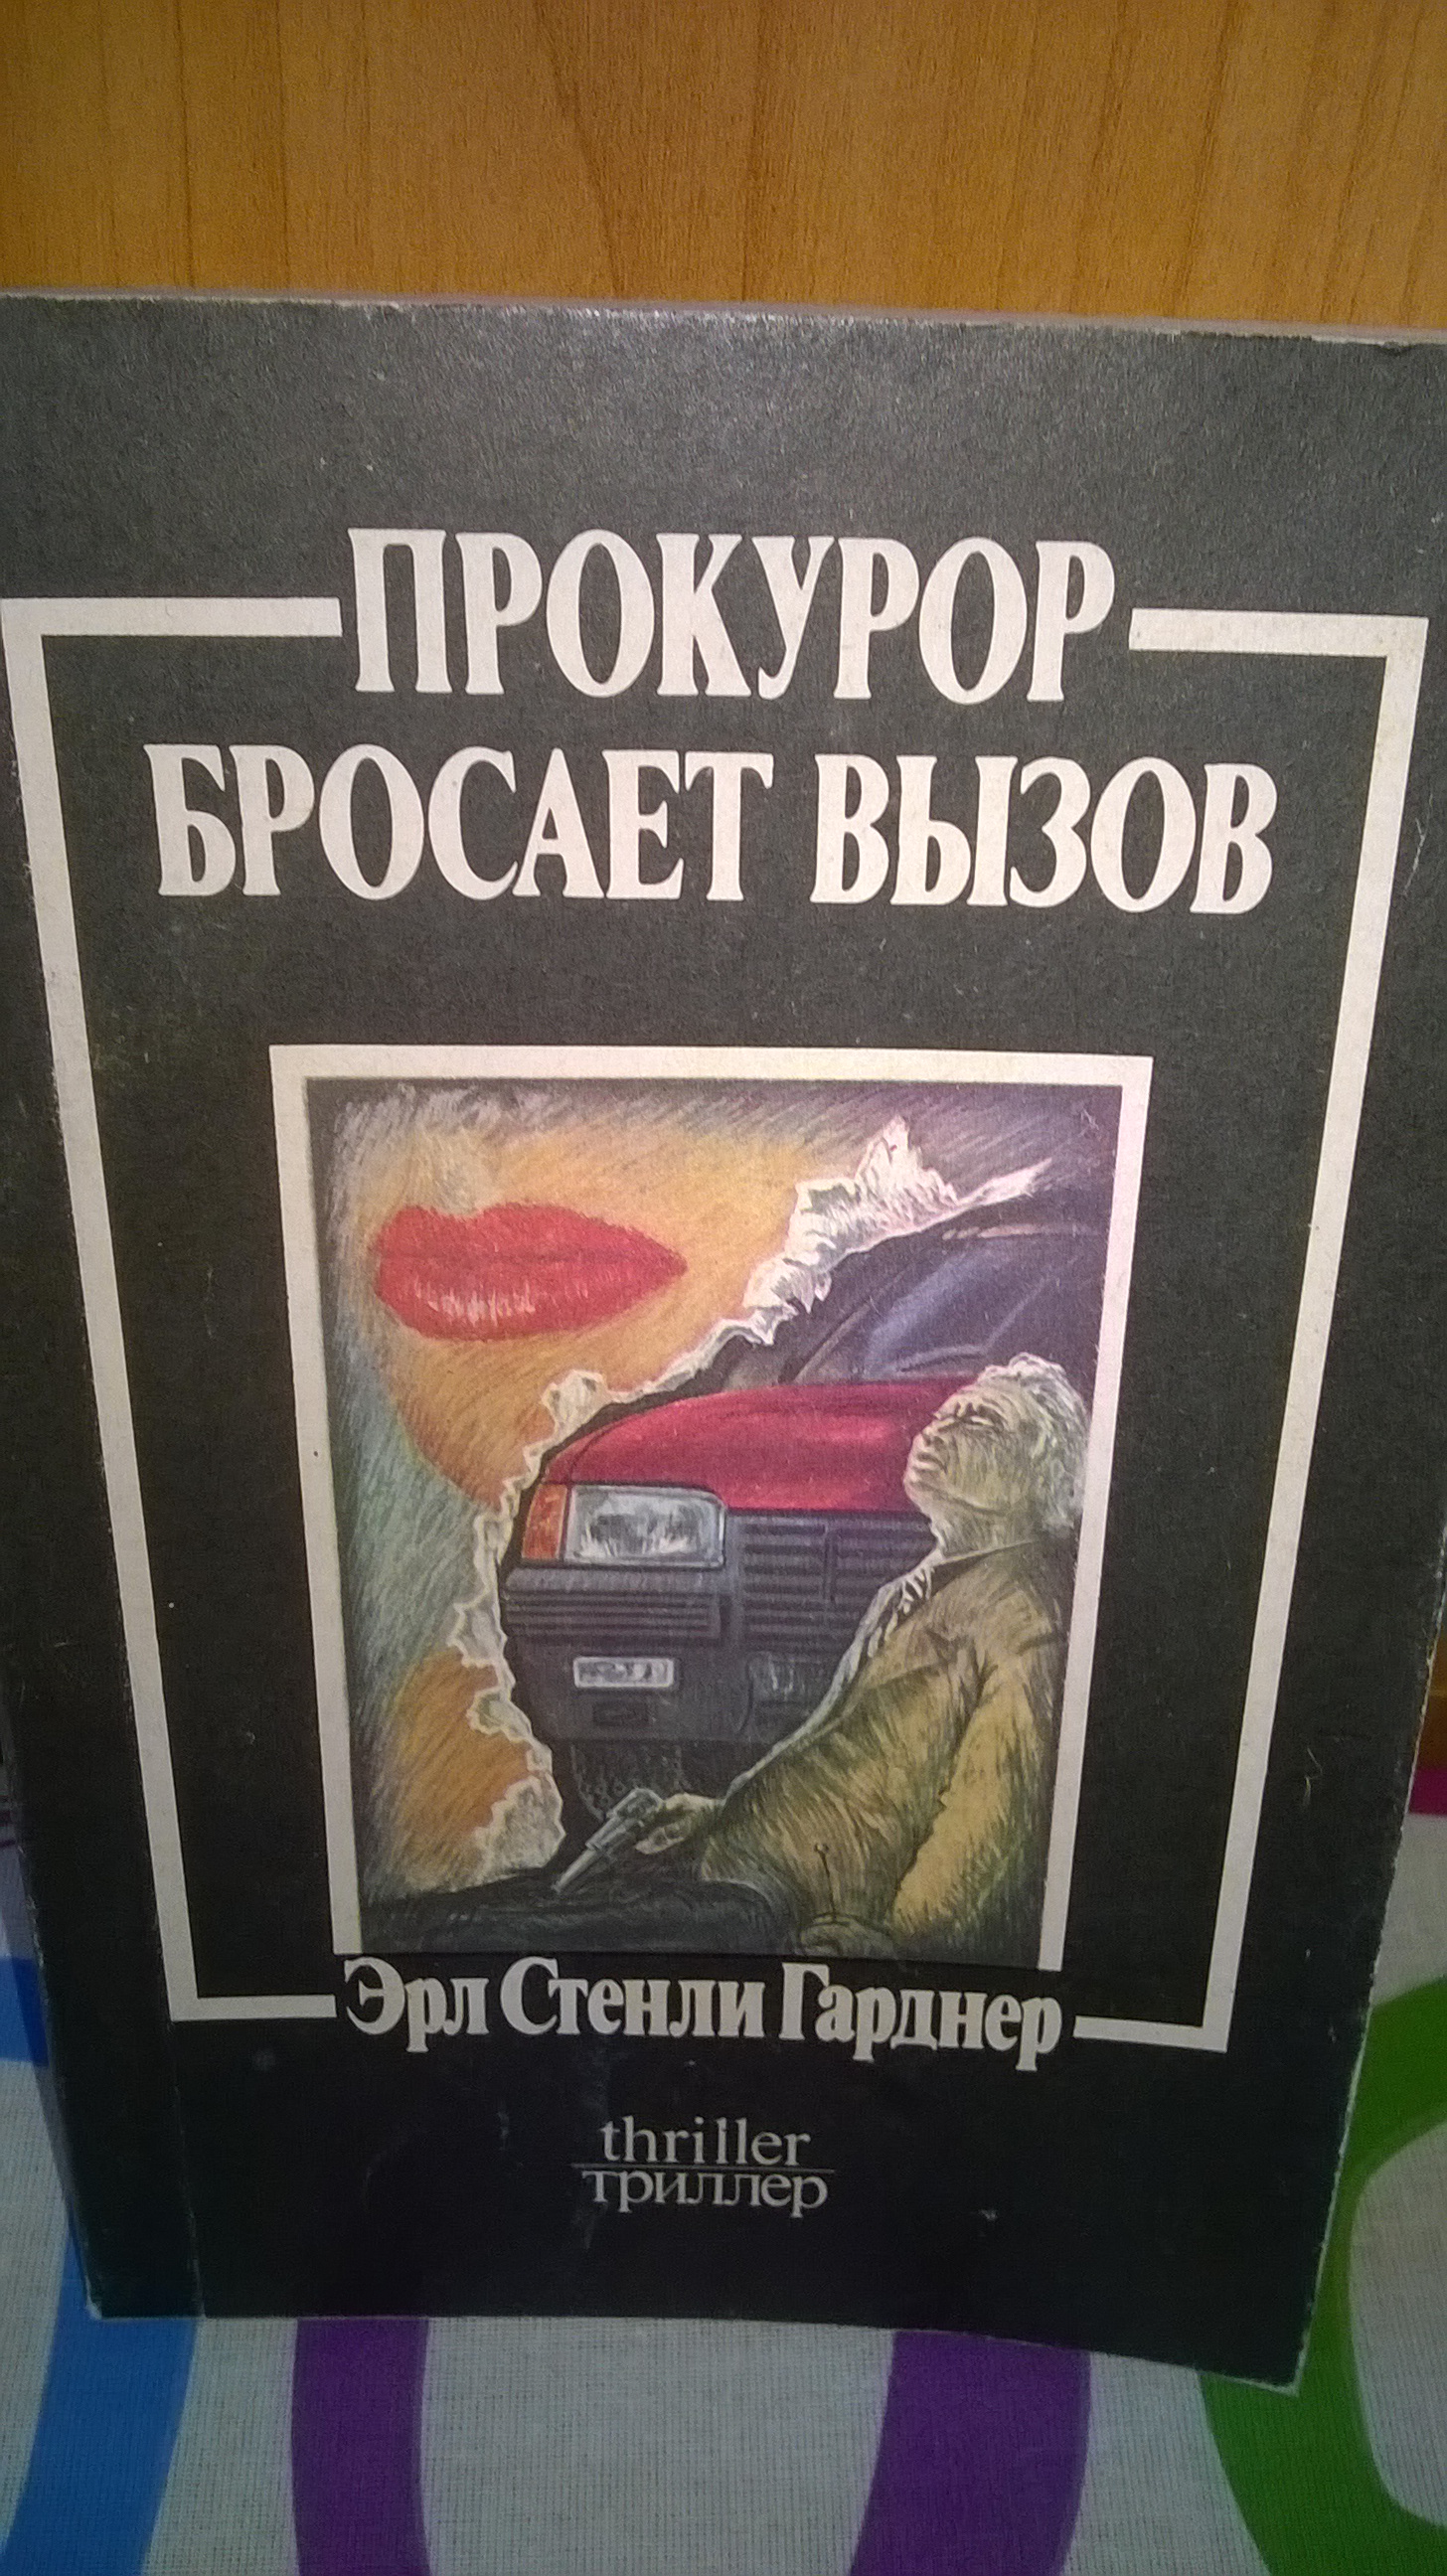 ПРОКУРОР
БРОСАЕТ ВЫЗОВ
Эрл Стенли Гарднер
thriller
триллер